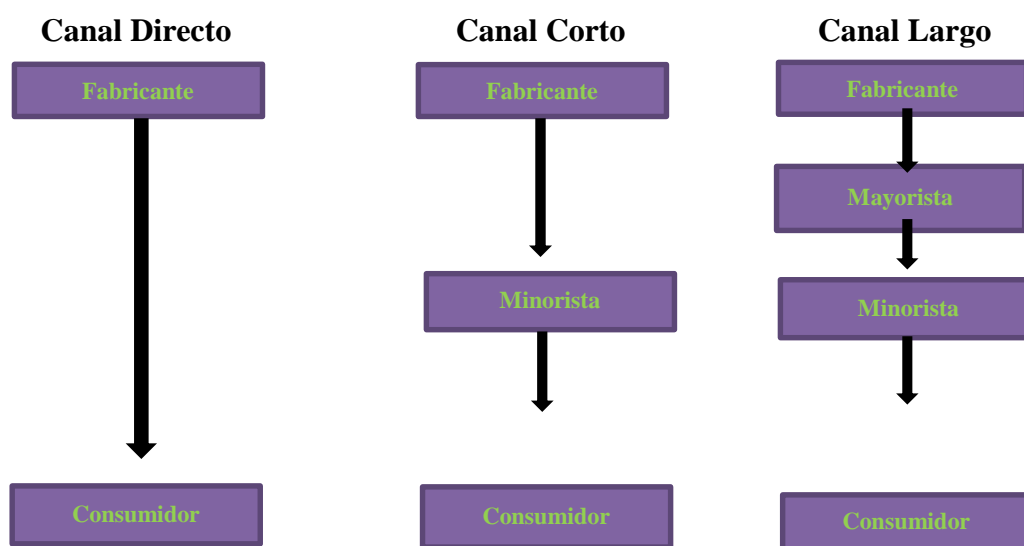 Canal Directo
Fabricante
Consumidor
Canal Corto
Fabricante
Minorista
Consumidor
Canal Largo
Fabricante
Mayorista
Minorista
Consumidor